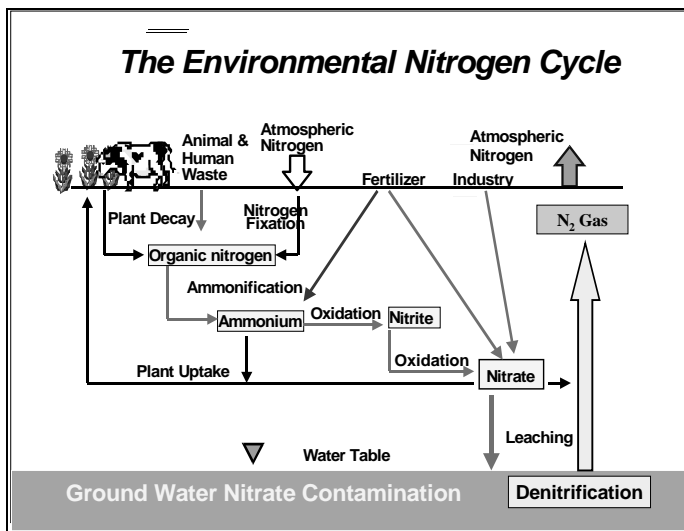 The Environmental Nitrogen Cycle
Animal &
Human
Waste
Atmospheric
Nitrogen
Atmospheric
Nitrogen
Fertilizer
Industry
Plant Decay
Nitrogen
Fixation
N₂ Gas
Organic nitrogen
Ammonification
Ammonium
Oxidation
Nitrite
Oxidation
Plant Uptake
Nitrate
Leaching
Water Table
Ground Water Nitrate Contamination
Denitrification